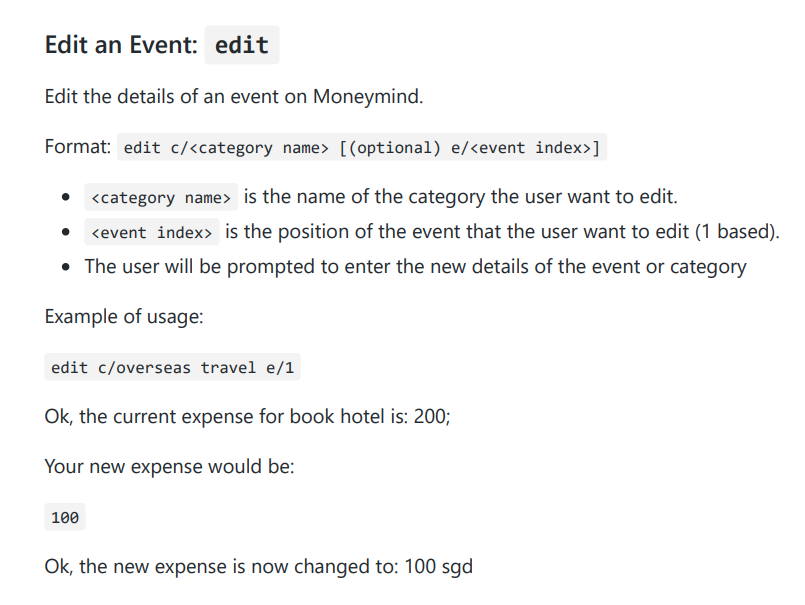 Edit an Event: edit
Edit the details of an event on Moneymind.
Format: edit c/<category name> [(optional) e/<event index>]
• <category name> is the name of the category the user want to edit.
• <event index> is the position of the event that the user want to edit (1 based).
• The user will be prompted to enter the new details of the event or category
Example of usage:
edit c/overseas travel e/1
Ok, the current expense for book hotel is: 200;
Your new expense would be:
100
Ok, the new expense is now changed to: 100 sgd